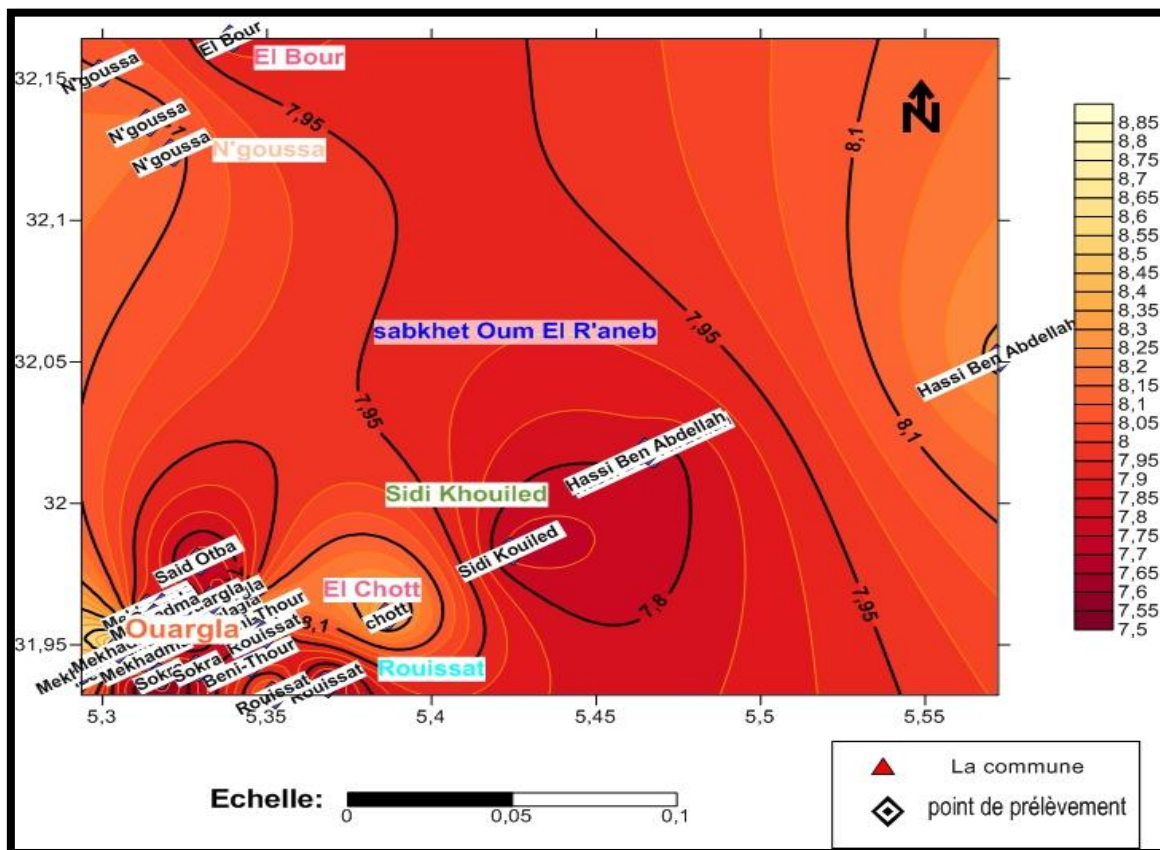 El Bour
El Bour
32,15
N'goussa
N'goussa
N'goussa
N'goussa
7,95
8,1
8,85
8,8
8,75
8,7
8,65
8,6
8,55
8,5
8,45
8,4
8,35
8,3
8,25
8,2
8,15
8,1
8,05
8
7,95
7,9
7,85
7,8
7,75
7,7
7,65
7,6
7,55
7,5
32,1
sabkhet Oum El R'aneb
7,95
32,05
Hassi Ben Abdellah
7,95
8,1
Hassi Ben Abdellah
32
Sidi Khouiled
Sidi Kouiled
Said Otba
El Chott
chott
7,8
7,95
Ouargla
8,1
31,95
Mekhadma
Sokra
Sokra
Rouissat
Beni-Thour
Rouissat
Rouissat
Rouissat
5,3
5,35
5,4
5,45
5,5
5,55
Echelle:
0
0,05
0,1
La commune
point de prélèvement